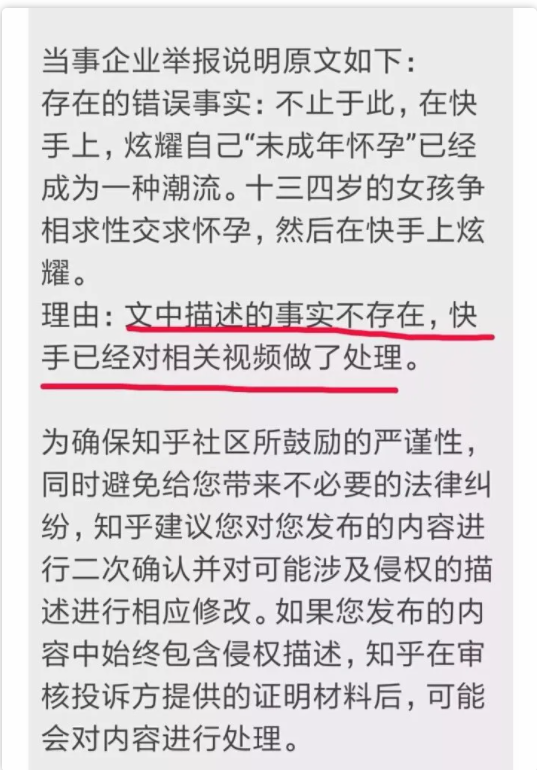 当事企业举报说明原文如下：
存在的错误事实：不止于此，在快
手上，炫耀自己“未成年怀孕”已经
成为一种潮流。十三四岁的女孩争
相求性交求怀孕，然后在快手上炫
耀。
理由：文中描述的事实不存在，快
手已经对相关视频做了处理。
为确保知乎社区所鼓励的严谨性，
同时避免给您带来不必要的法律纠
纷，知乎建议您对您发布的内容进
行二次确认并对可能涉及侵权的描
述进行相应修改。如果您发布的内
容中始终包含侵权描述，知乎在审
核投诉方提供的证明材料后，可能
会对内容进行处理。